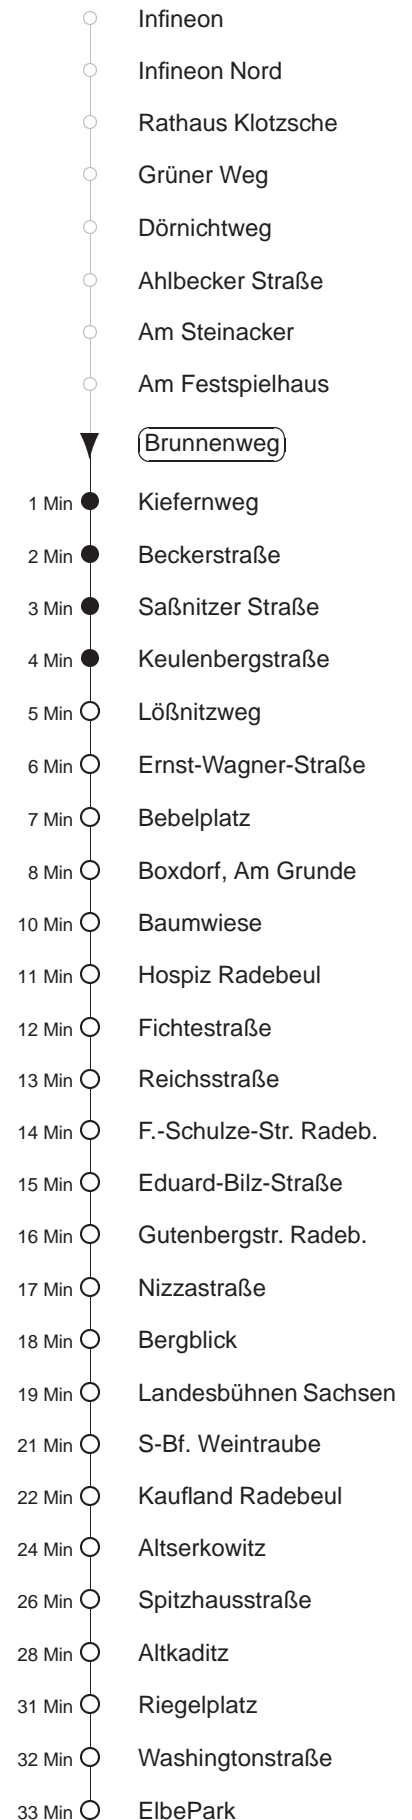 Infineon
Infineon Nord
Rathaus Klotzsche
Grüner Weg
Dörnichtweg
Ahlbecker Straße
Am Steinacker
Am Festspielhaus
Brunnenweg
1 Min Kiefernweg
2 Min Beckerstraße
3 Min Saßnitzer Straße
4 Min Keulenbergstraße
5 Min Lößnitzweg
6 Min Ernst-Wagner-Straße
7 Min Bebelplatz
8 Min Boxdorf, Am Grunde
10 Min Baumwiese
11 Min Hospiz Radebeul
12 Min Fichtestraße
13 Min Reichsstraße
14 Min F.-Schulze-Str. Radeb.
15 Min Eduard-Bilz-Straße
16 Min Gutenbergstr. Radeb.
17 Min Nizzastraße
18 Min Bergblick
19 Min Landesbühnen Sachsen
21 Min S-Bf. Weintraube
22 Min Kaufland Radebeul
24 Min Altserkowitz
26 Min Spitzhausstraße
28 Min Altkaditz
31 Min Riegelplatz
32 Min Washingtonstraße
33 Min ElbePark